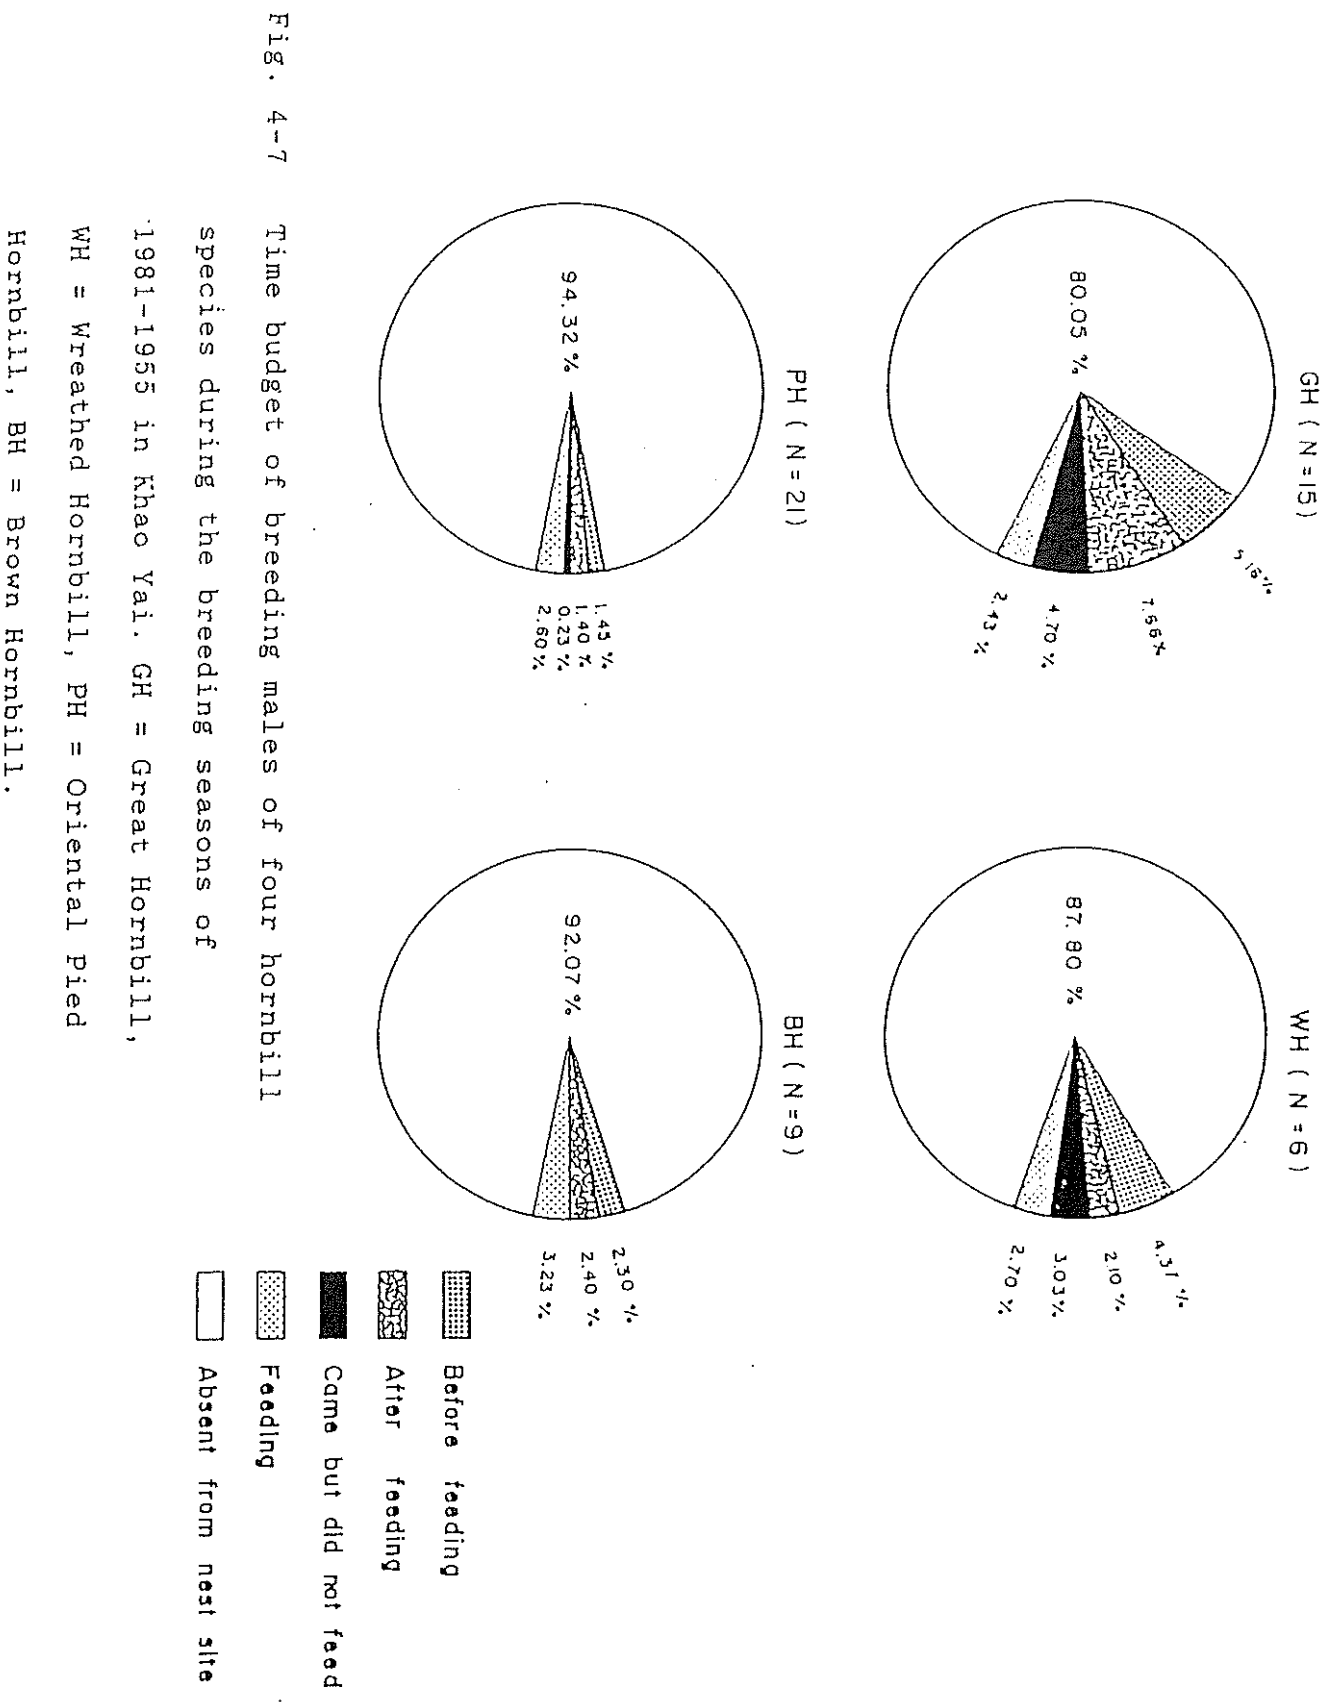 GH ( N = 15 )
80.05 %
5.16 %
7.66 %
4.70 %
2.43 %
WH ( N = 6 )
87.80 %
4.37 %
2.10 %
3.03 %
2.70 %
PH ( N = 21 )
94.32 %
1.45 %
1.40 %
0.23 %
2.60 %
BH ( N = 9 )
92.07 %
2.30 %
2.40 %
3.23 %
Before feeding
After feeding
Came but did not feed
Feeding
Absent from nest site
Fig. 4-7 Time budget of breeding males of four hornbill
species during the breeding seasons of
1981-1955 in Khao Yai. GH = Great Hornbill,
WH = Wreathed Hornbill, PH = Oriental Pied
Hornbill, BH = Brown Hornbill.